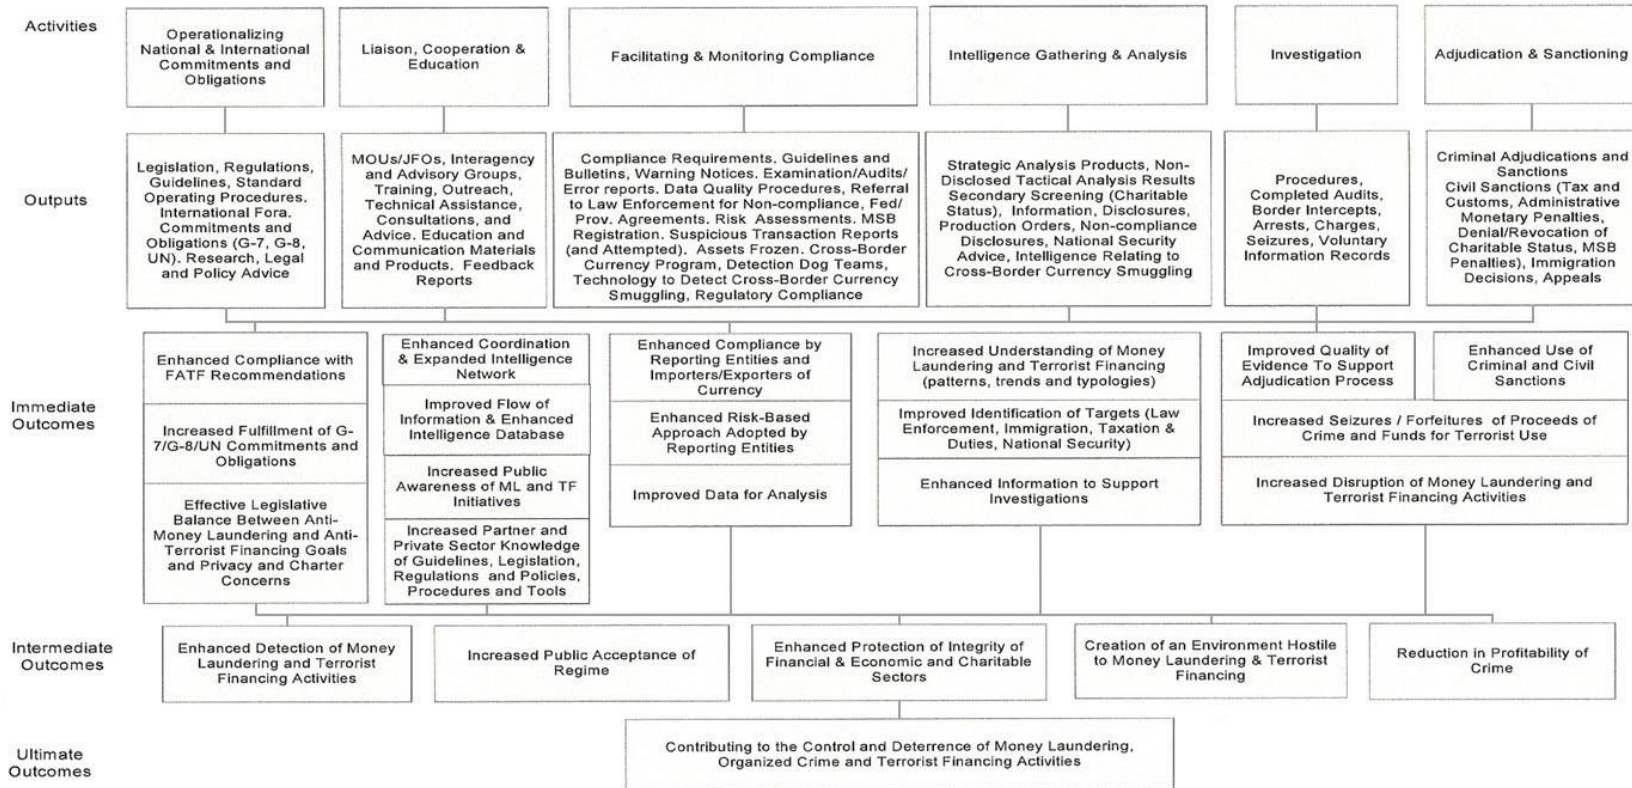 Activities
Operationalizing
National & International
Commitments and
Obligations
Liaison, Cooperation &
Education
Facilitating & Monitoring Compliance
Intelligence Gathering & Analysis
Investigation
Adjudication & Sanctioning
Outputs
Legislation, Regulations,
Guidelines, Standard
Operating Procedures.
International Fora.
Commitments and
Obligations (G-7, G-8,
UN). Research, Legal
and Policy Advice
MOUs/JFOs, Interagency
and Advisory Groups,
Training, Outreach,
Technical Assistance,
Consultations, and
Advice. Education and
Communication Materials
and Products. Feedback
Reports
Compliance Requirements. Guidelines and
Bulletins, Warning Notices. Examination/Audits/
Error reports. Data Quality Procedures, Referral
to Law Enforcement for Non-compliance, Fed/
Prov. Agreements. Risk Assessments. MSB
Registration. Suspicious Transaction Reports
(and Attempted). Assets Frozen. Cross-Border
Currency Program, Detection Dog Teams,
Technology to Detect Cross-Border Currency
Smuggling, Regulatory Compliance
Strategic Analysis Products, Non-
Disclosed Tactical Analysis Results
Secondary Screening (Charitable
Status), Information, Disclosures,
Production Orders, Non-compliance
Disclosures, National Security
Advice, Intelligence Relating to
Cross-Border Currency Smuggling
Procedures,
Completed Audits,
Border Intercepts,
Arrests, Charges,
Seizures, Voluntary
Information Records
Criminal Adjudications and
Sanctions
Civil Sanctions (Tax and
Customs, Administrative
Monetary Penalties,
Denial/Revocation of
Charitable Status, MSB
Penalties), Immigration
Decisions, Appeals
Immediate
Outcomes
Enhanced Compliance with
FATF Recommendations
Increased Fulfillment of G-
7/G-8/UN Commitments and
Obligations
Effective Legislative
Balance Between Anti-
Money Laundering and Anti-
Terrorist Financing Goals
and Privacy and Charter
Concerns
Enhanced Coordination
& Expanded Intelligence
Network
Improved Flow of
Information & Enhanced
Intelligence Database
Increased Public
Awareness of ML and TF
Initiatives
Increased Partner and
Private Sector Knowledge
of Guidelines, Legislation,
Regulations and Policies,
Procedures and Tools
Enhanced Compliance by
Reporting Entities and
Importers/Exporters of
Currency
Enhanced Risk-Based
Approach Adopted by
Reporting Entities
Improved Data for Analysis
Increased Understanding of Money
Laundering and Terrorist Financing
(patterns, trends and typologies)
Improved Identification of Targets (Law
Enforcement, Immigration, Taxation &
Duties, National Security)
Enhanced Information to Support
Investigations
Improved Quality of
Evidence To Support
Adjudication Process
Enhanced Use of
Criminal and Civil
Sanctions
Increased Seizures / Forfeitures of Proceeds of
Crime and Funds for Terrorist Use
Increased Disruption of Money Laundering and
Terrorist Financing Activities
Intermediate
Outcomes
Enhanced Detection of Money
Laundering and Terrorist
Financing Activities
Increased Public Acceptance of
Regime
Enhanced Protection of Integrity of
Financial & Economic and Charitable
Sectors
Creation of an Environment Hostile
to Money Laundering & Terrorist
Financing
Reduction in Profitability of
Crime
Ultimate
Outcomes
Contributing to the Control and Deterrence of Money Laundering,
Organized Crime and Terrorist Financing Activities